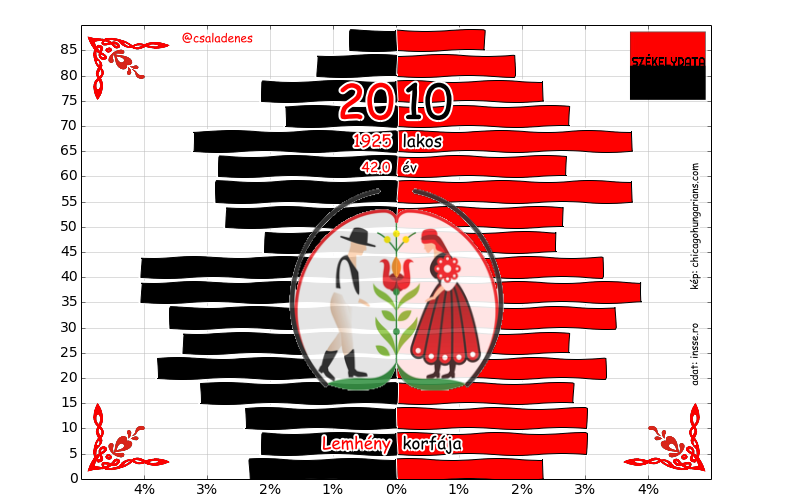 @csaladenes
SZÉKELYDATA
2010
1925 lakos
42.0 év
kép: chicagohungarians.com
adat: insse.ro
Lemhény korfája
85
80
75
70
65
60
55
50
45
40
35
30
25
20
15
10
5
0
4% 3% 2% 1% 0% 1% 2% 3% 4%